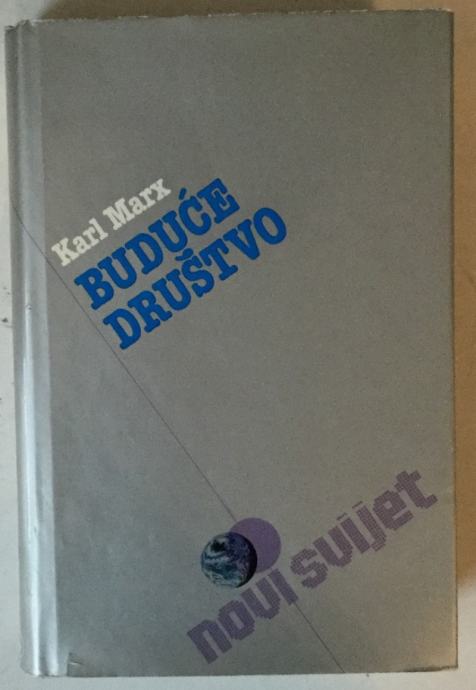 Karl Marx
BUDUĆE
DRUŠTVO
novi svijet